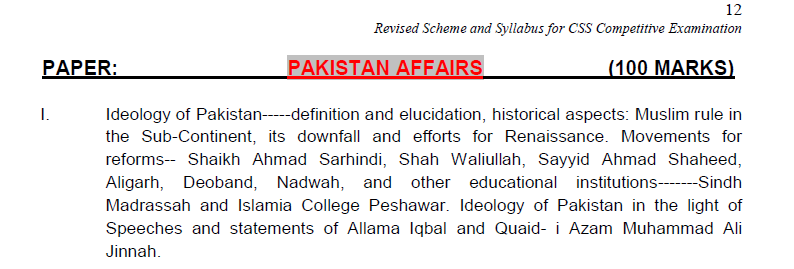 12
Revised Scheme and Syllabus for CSS Competitive Examination
PAPER: PAKISTAN AFFAIRS (100 MARKS)
I. Ideology of Pakistan-----definition and elucidation, historical aspects: Muslim rule in
the Sub-Continent, its downfall and efforts for Renaissance. Movements for
reforms-- Shaikh Ahmad Sarhindi, Shah Waliullah, Sayyid Ahmad Shaheed,
Aligarh, Deoband, Nadwah, and other educational institutions-------Sindh
Madrassah and Islamia College Peshawar. Ideology of Pakistan in the light of
Speeches and statements of Allama Iqbal and Quaid- i Azam Muhammad Ali
Jinnah.